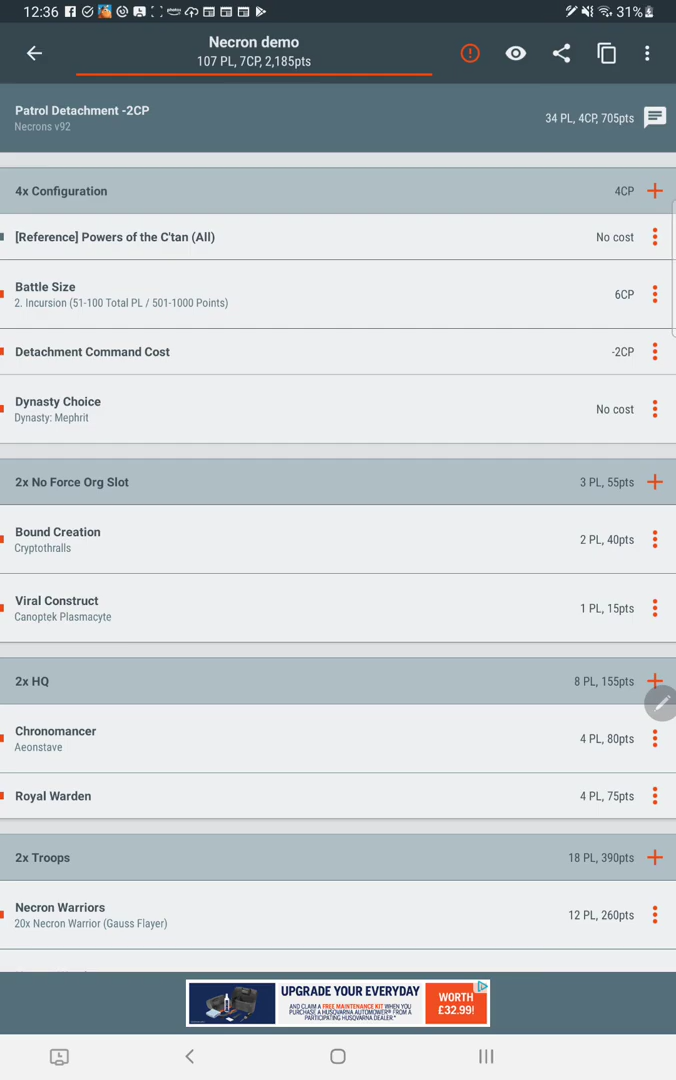 12:36
31%
Necron demo
107 PL, 7CP, 2,185pts
Patrol Detachment -2CP
Necrons v92
34 PL, 4CP, 705pts
4x Configuration
4CP
[Reference] Powers of the C'tan (All)
No cost
Battle Size
2. Incursion (51-100 Total PL / 501-1000 Points)
6CP
Detachment Command Cost
-2CP
Dynasty Choice
Dynasty: Mephrit
No cost
2x No Force Org Slot
3 PL, 55pts
Bound Creation
Cryptothralls
2 PL, 40pts
Viral Construct
Canoptek Plasmacyte
1 PL, 15pts
2x HQ
8 PL, 155pts
Chronomancer
Aeonstave
4 PL, 80pts
Royal Warden
4 PL, 75pts
2x Troops
18 PL, 390pts
Necron Warriors
20x Necron Warrior (Gauss Flayer)
12 PL, 260pts
UPGRADE YOUR EVERYDAY
AND CLAIM A FREE MAINTENANCE KIT WHEN YOU
PURCHASE A HUSQVARNA AUTOMOWER® FROM A
PARTICIPATING HUSQVARNA DEALER.*
WORTH
£32.99!